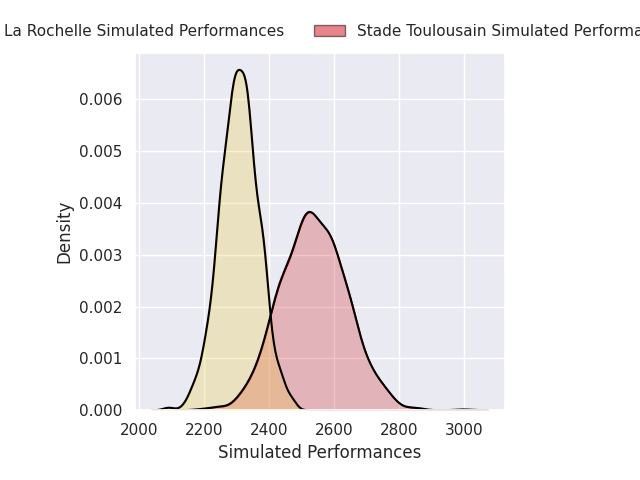 La Rochelle Simulated Performances
Stade Toulousain Simulated Performa
0.006
0.005
0.004
0.003
0.002
0.001
0.000
Density
2000 2200 2400 2600 2800 3000
Simulated Performances